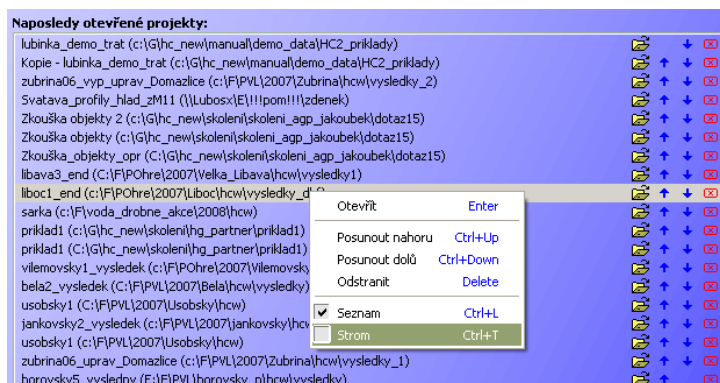 Naposledy otevřené projekty:
lubinka_demo_trat (c:\G\hc_new\manual\demo_data\HC2_priklady)
Kopie - lubinka_demo_trat (c:\G\hc_new\manual\demo_data\HC2_priklady)
zubrina06_vyp_uprav_Domazlice (c:\F\PVL\2007\Zubrina\hcw\vysledky_2)
Svatava_profily_hlad_zM11 (\\Lubosx\E\!!!pom!!!\zdenek)
Zkouška objekty 2 (c:\G\hc_new\skoleni\skoleni_agp_jakoubek\dotaz15)
Zkouška objekty (c:\G\hc_new\skoleni\skoleni_agp_jakoubek\dotaz15)
Zkouška_objekty_opr (C:\G\hc_new\skoleni\skoleni_agp_jakoubek\dotaz15)
libava3_end (C:\F\POhre\2007\Velka_Libava\hcw\vysledky1)
liboc1_end (c:\F\POhre\2007\Liboc\hcw\vysledky_d
sarka (c:\F\voda_drobne_akce\2008\hcw)
priklad1 (c:\G\hc_new\skoleni\hg_partner\priklad1)
priklad1 (C:\G\hc_new\skoleni\hg_partner\priklad1)
vilemovsky1_vysledek (c:\F\POhre\2007\Vilemovsky
bela2_vysledek (C:\F\PVL\2007\Bela\hcw\vysledky)
usobsky1 (C:\F\PVL\2007\Usobsky\hcw)
jankovsky2_vysledek (C:\F\PVL\2007\jankovsky\hcw
usobsky1 (C:\F\PVL\2007\Usobsky\hcw)
zubrina06_uprav_Domazlice (c:\F\PVL\2007\Zubrina\hcw\vysledky_1)
borovsky5_vysledny (F:\F\PVL\borovsky_p\hcw\vysledky)
Otevřít Enter
Posunout nahoru Ctrl+Up
Posunout dolů Ctrl+Down
Odstranit Delete
Seznam Ctrl+L
Strom Ctrl+T